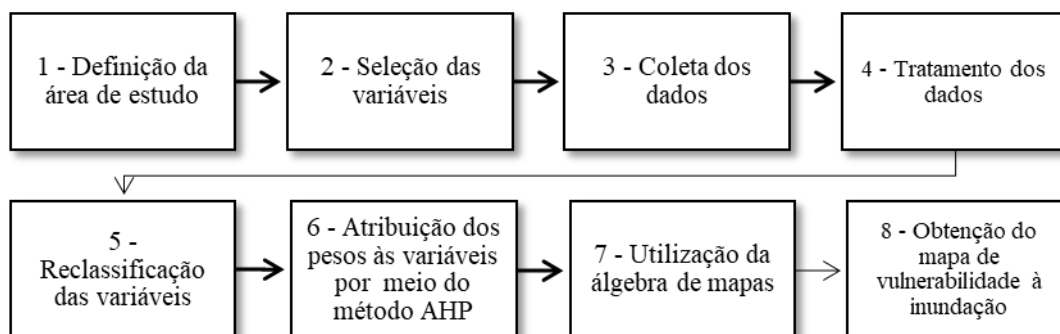 1 - Definição da
área de estudo
2 - Seleção das
variáveis
3 - Coleta dos
dados
4 - Tratamento dos
dados
5 -
Reclassificação
das variáveis
6 - Atribuição dos
pesos às variáveis
por meio do
método AHP
7 - Utilização da
álgebra de mapas
8 - Obtenção do
mapa de
vulnerabilidade à
inundação